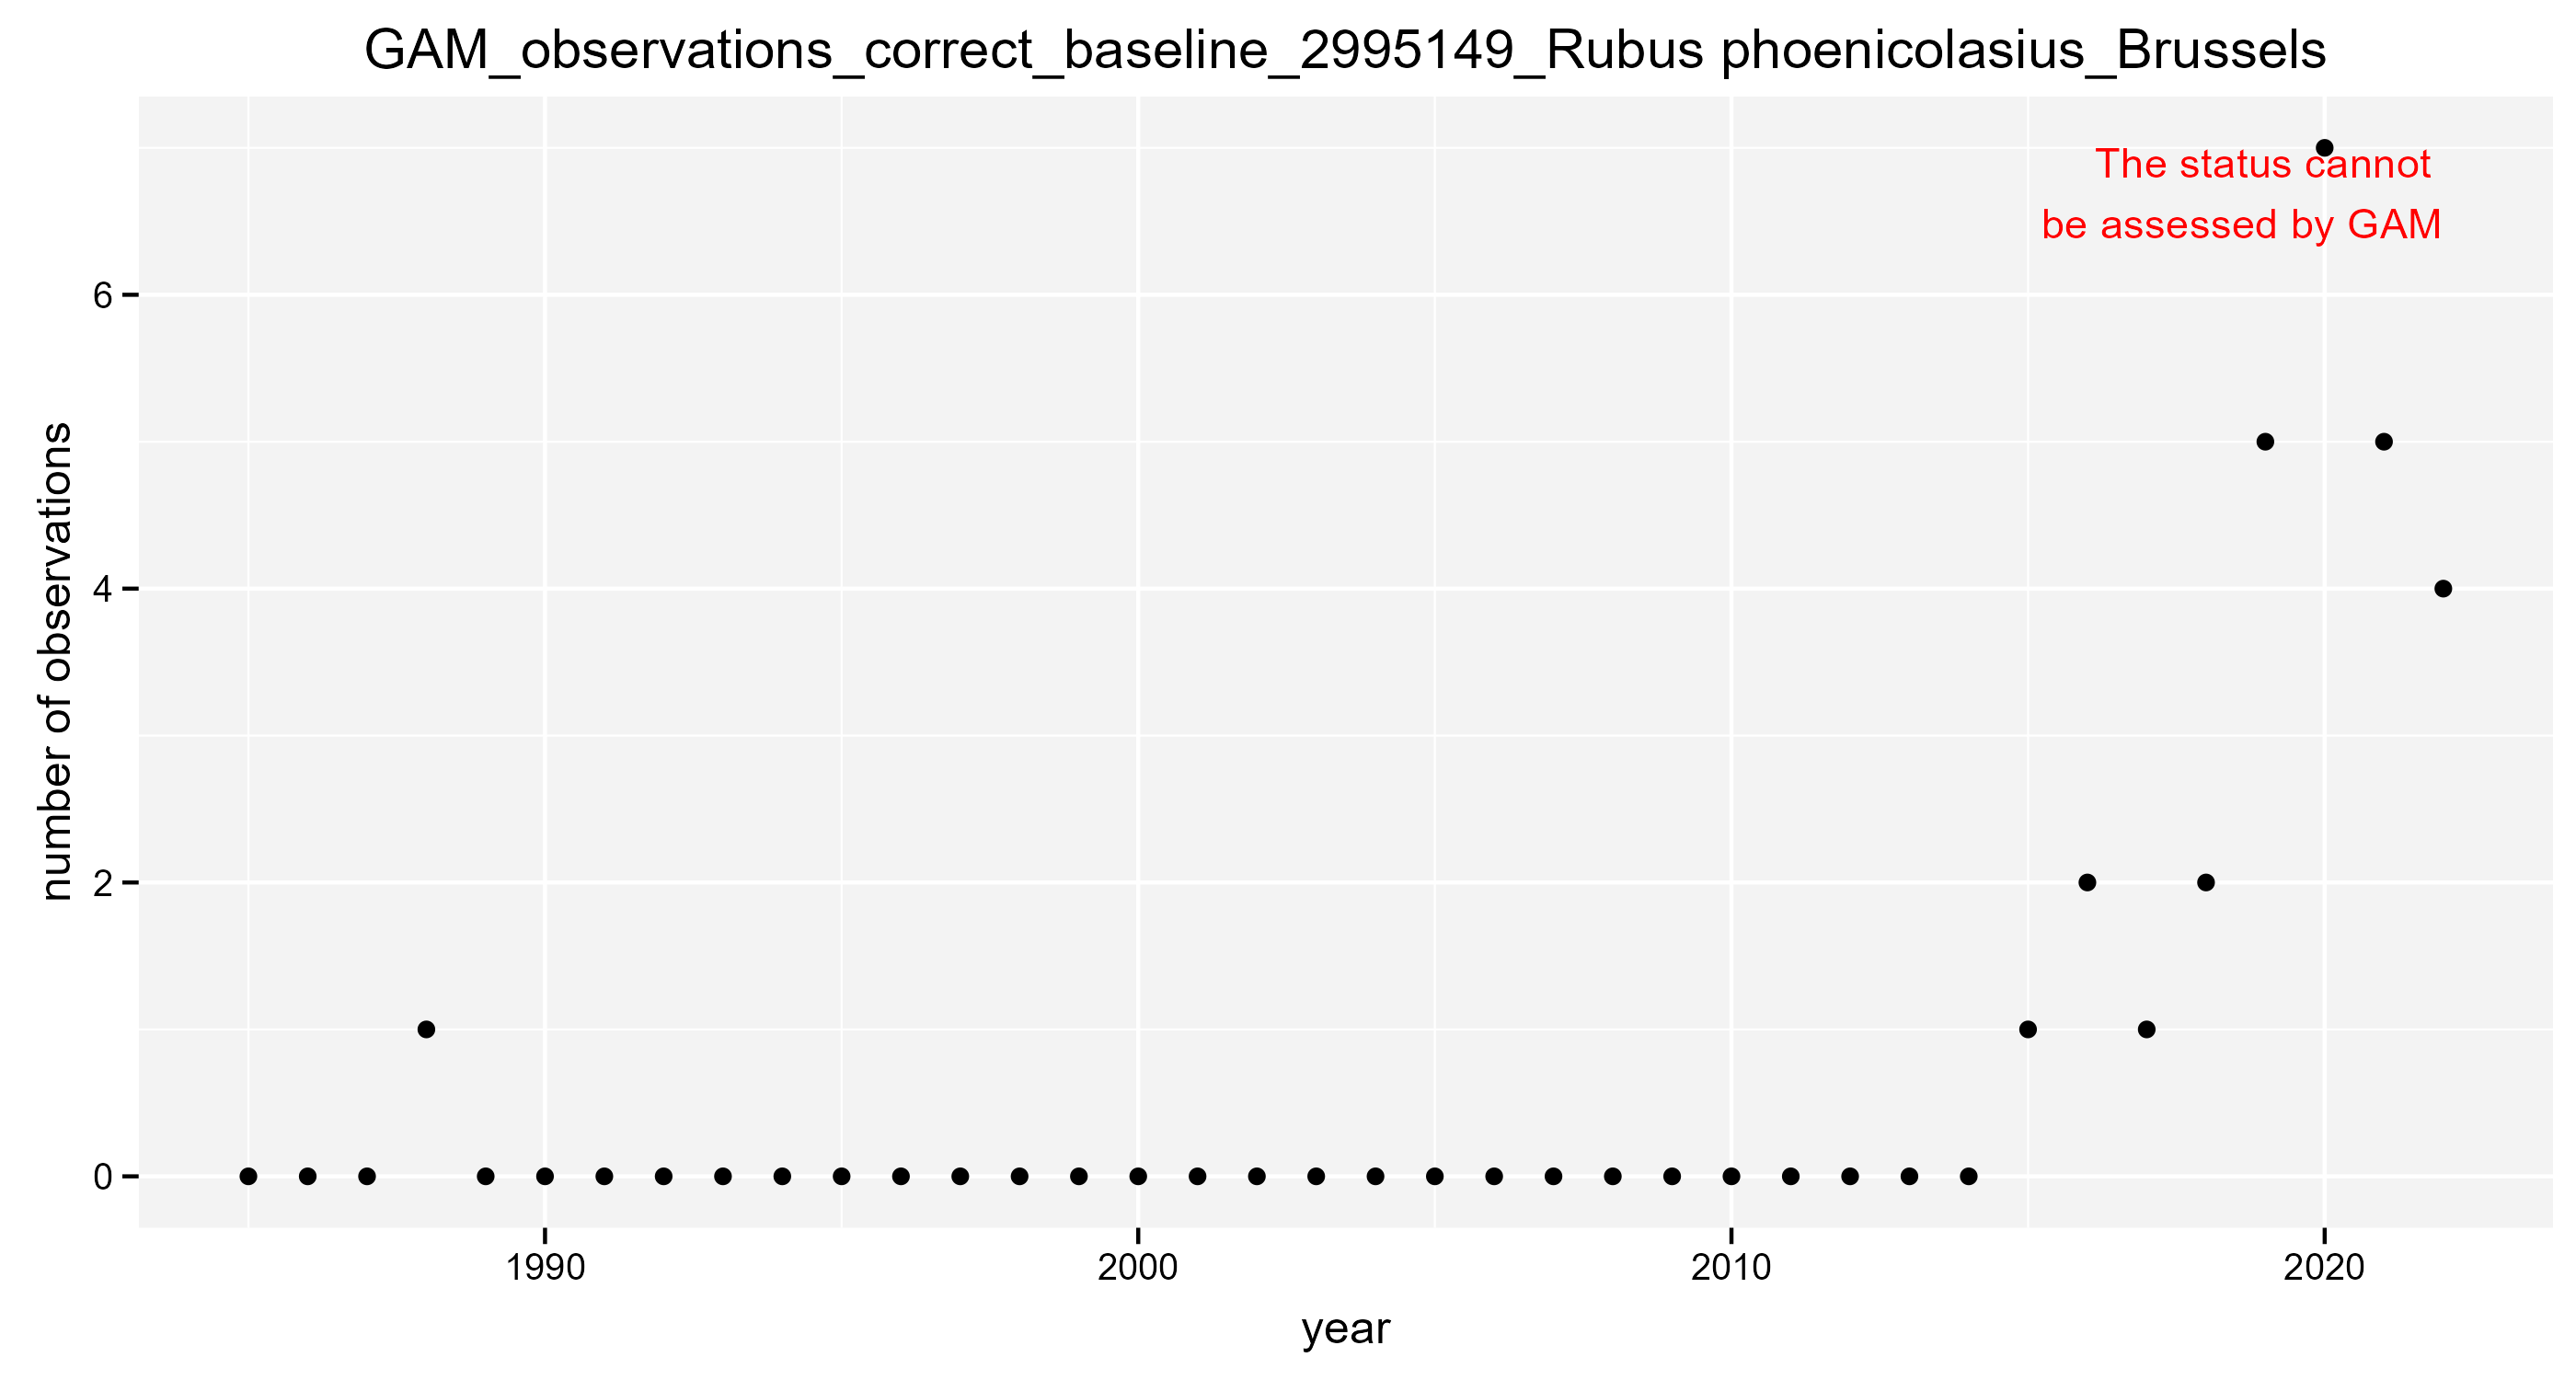 GAM_observations_correct_baseline_2995149_Rubus phoenicolasius_Brussels
The status cannot
be assessed by GAM
number of observations
6
4
2
0
1990
2000
2010
2020
year